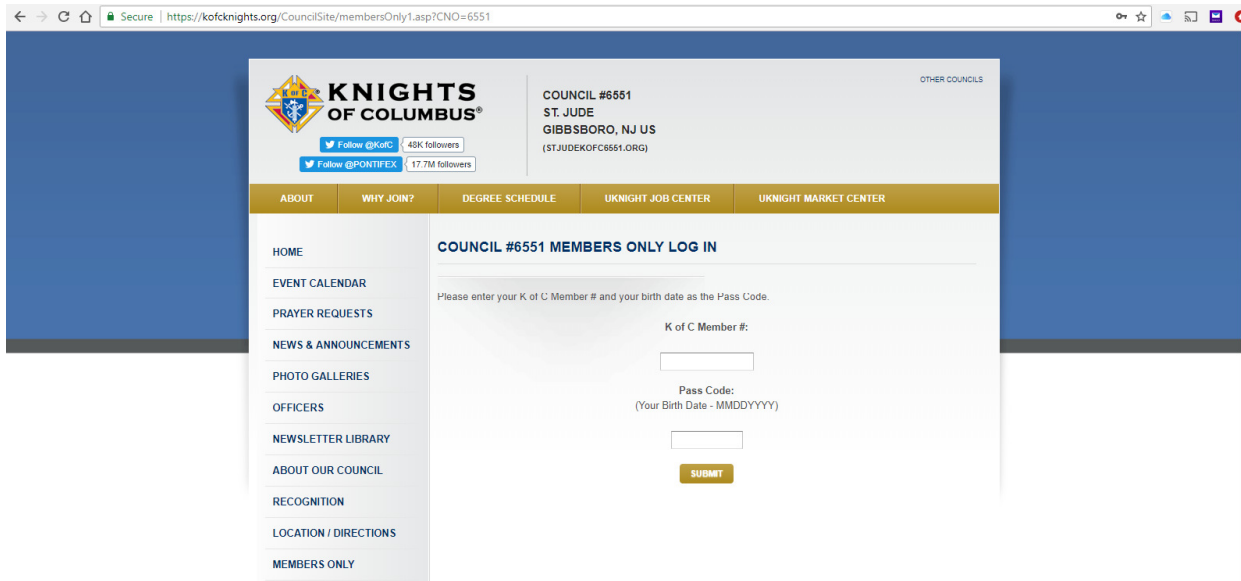 Secure | https://kofcknights.org/CouncilSite/membersOnly1.asp?CNO=6551
OTHER COUNCILS
K of C
KNIGHTS
OF COLUMBUS®
Follow @KofC 48K followers
Follow @PONTIFEX 17.7M followers
COUNCIL #6551
ST. JUDE
GIBBSBORO, NJ US
(STJUDEKOFC6551.ORG)
ABOUT WHY JOIN? DEGREE SCHEDULE UKNIGHT JOB CENTER UKNIGHT MARKET CENTER
HOME
EVENT CALENDAR
PRAYER REQUESTS
NEWS & ANNOUNCEMENTS
PHOTO GALLERIES
OFFICERS
NEWSLETTER LIBRARY
ABOUT OUR COUNCIL
RECOGNITION
LOCATION / DIRECTIONS
MEMBERS ONLY
COUNCIL #6551 MEMBERS ONLY LOG IN
Please enter your K of C Member # and your birth date as the Pass Code.
K of C Member #:
Pass Code:
(Your Birth Date - MMDDYYYY)
SUBMIT